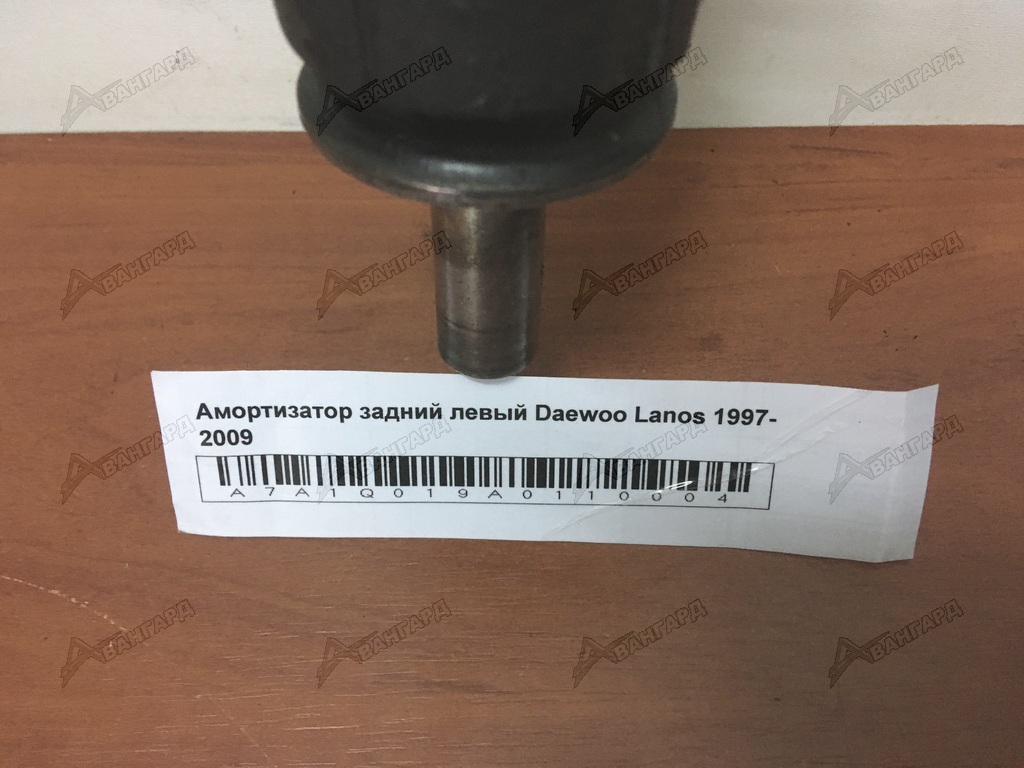 Амортизатор задний левый Daewoo Lanos 1997-
2009
A7A1Q019A0110004
АВАНГАРД